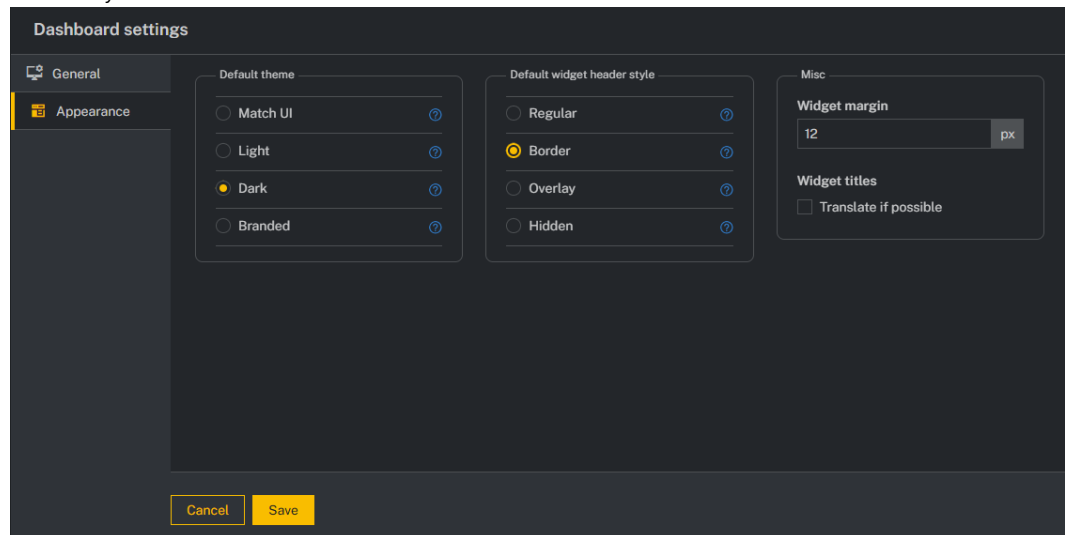 Dashboard settings
General
Appearance
Default theme
Match UI
Light
Dark
Branded
Default widget header style
Regular
Border
Overlay
Hidden
Misc
Widget margin
12 px
Widget titles
Translate if possible
Cancel Save